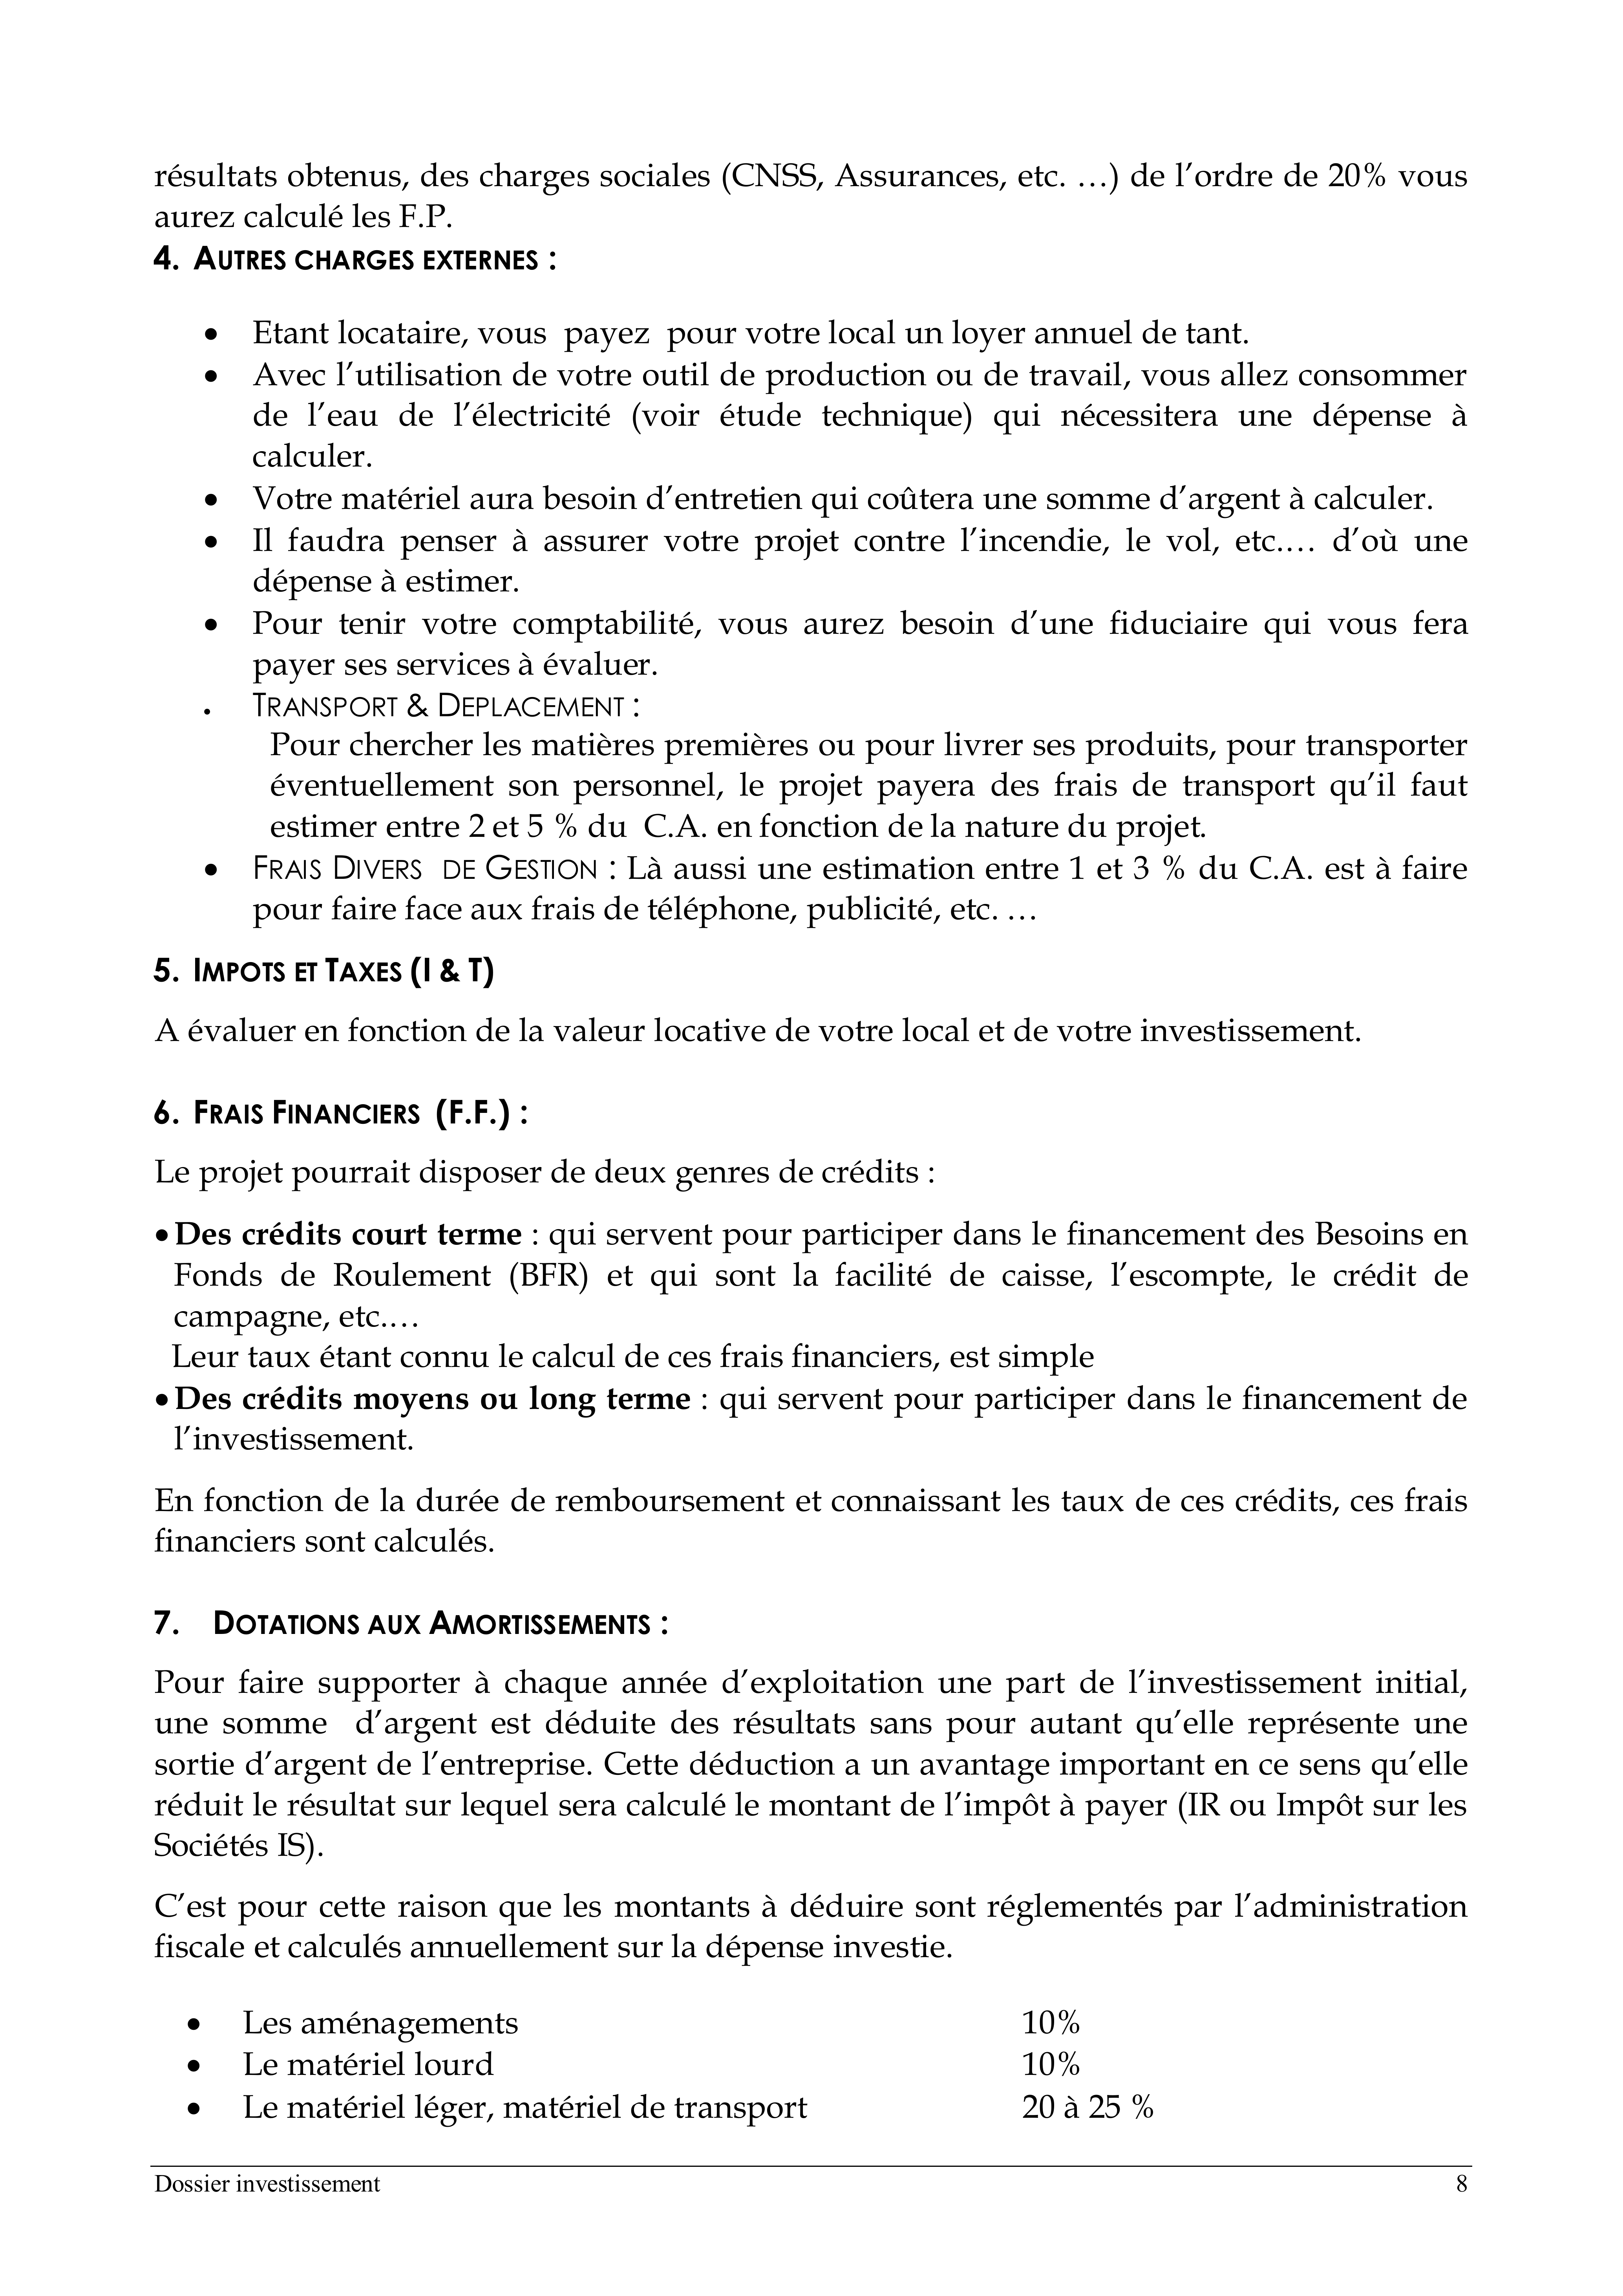 résultats obtenus, des charges sociales (CNSS, Assurances, etc. …) de l’ordre de 20% vous
aurez calculé les F.P.
4. AUTRES CHARGES EXTERNES :
• Etant locataire, vous payez pour votre local un loyer annuel de tant.
• Avec l’utilisation de votre outil de production ou de travail, vous allez consommer
de l’eau de l’électricité (voir étude technique) qui nécessitera une dépense à
calculer.
• Votre matériel aura besoin d’entretien qui coûtera une somme d’argent à calculer.
• Il faudra penser à assurer votre projet contre l’incendie, le vol, etc.… d’où une
dépense à estimer.
• Pour tenir votre comptabilité, vous aurez besoin d’une fiduciaire qui vous fera
payer ses services à évaluer.
• TRANSPORT & DEPLACEMENT :
Pour chercher les matières premières ou pour livrer ses produits, pour transporter
éventuellement son personnel, le projet payera des frais de transport qu’il faut
estimer entre 2 et 5 % du C.A. en fonction de la nature du projet.
• FRAIS DIVERS DE GESTION : Là aussi une estimation entre 1 et 3 % du C.A. est à faire
pour faire face aux frais de téléphone, publicité, etc. …
5. IMPOTS ET TAXES (I & T)
A évaluer en fonction de la valeur locative de votre local et de votre investissement.
6. FRAIS FINANCIERS (F.F.) :
Le projet pourrait disposer de deux genres de crédits :
• Des crédits court terme : qui servent pour participer dans le financement des Besoins en
Fonds de Roulement (BFR) et qui sont la facilité de caisse, l’escompte, le crédit de
campagne, etc.…
Leur taux étant connu le calcul de ces frais financiers, est simple
• Des crédits moyens ou long terme : qui servent pour participer dans le financement de
l’investissement.
En fonction de la durée de remboursement et connaissant les taux de ces crédits, ces frais
financiers sont calculés.
7. DOTATIONS AUX AMORTISSEMENTS :
Pour faire supporter à chaque année d’exploitation une part de l’investissement initial,
une somme d’argent est déduite des résultats sans pour autant qu’elle représente une
sortie d’argent de l’entreprise. Cette déduction a un avantage important en ce sens qu’elle
réduit le résultat sur lequel sera calculé le montant de l’impôt à payer (IR ou Impôt sur les
Sociétés IS).
C’est pour cette raison que les montants à déduire sont réglementés par l’administration
fiscale et calculés annuellement sur la dépense investie.
• Les aménagements 10%
• Le matériel lourd 10%
• Le matériel léger, matériel de transport 20 à 25 %
Dossier investissement 8